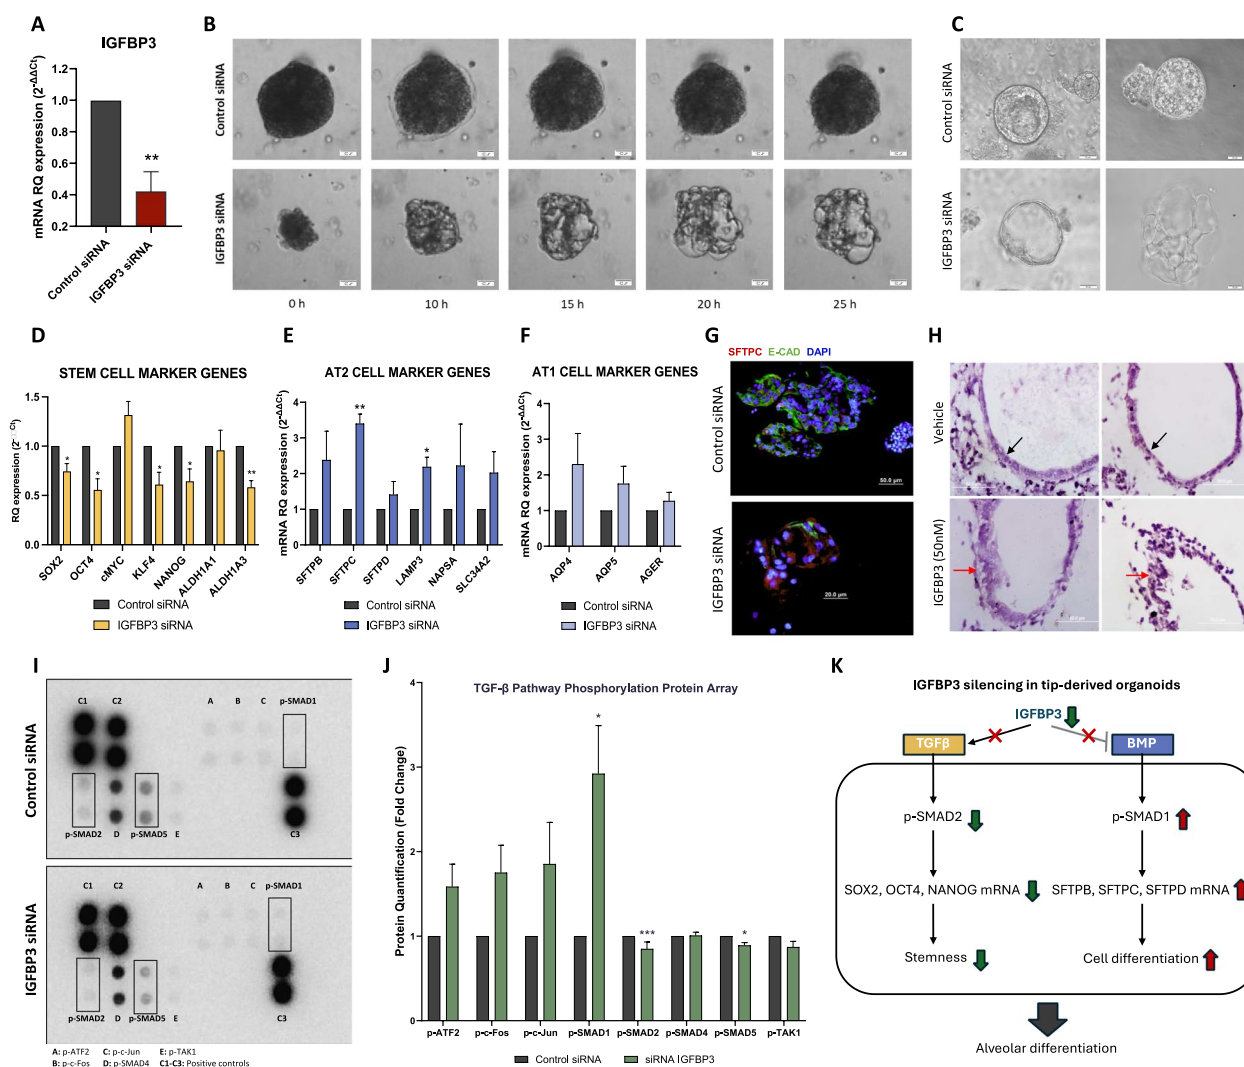 A
IGFBP3
mRNA RQ expression (2-ΔΔCt)
1.2
1.0
0.8
0.6
0.4
0.2
**
Control siRNA
IGFBP3 siRNA
B
Control siRNA
IGFBP3 siRNA
0 h
10 h
15 h
20 h
25 h
C
Control siRNA
IGFBP3 siRNA
D
STEM CELL MARKER GENES
1.5
1.0
0.5
0.0
* * * * **
SOX2
OCT4
cMYC
KLF4
NANOG
ALDH1A1
ALDH1A3
Control siRNA
IGFBP3 siRNA
E
AT2 CELL MARKER GENES
mRNA RQ expression (2-ΔΔCt)
4
3
2
1
0
** *
SFTPB
SFTPC
SFTPD
LAMP3
NAPSA
SLC34A2
Control siRNA
IGFBP3 siRNA
F
AT1 CELL MARKER GENES
mRNA RQ expression (2-ΔΔCt)
4
3
2
1
0
AQP4
AQP5
AGER
Control siRNA
IGFBP3 siRNA
G
SFTPC E-CAD DAPI
Control siRNA
50.0 µm
IGFBP3 siRNA
20.0 µm
H
Vehicle
IGFBP3 (50nM)
I
Control siRNA
C1 C2 A B C p-SMAD1
p-SMAD2 D p-SMAD5 E C3
IGFBP3 siRNA
C1 C2 A B C p-SMAD1
p-SMAD2 D p-SMAD5 E C3
A: p-ATF2 C: p-c-Jun E: p-TAK1
B: p-c-Fos D: p-SMAD4 C1-C3: Positive controls
J
TGF-β Pathway Phosphorylation Protein Array
Protein Quantification (Fold Change)
4
3
2
1
0
* *** *
p-ATF2
p-c-Fos
p-c-Jun
p-SMAD1
p-SMAD2
p-SMAD4
p-SMAD5
p-TAK1
Control siRNA
siRNA IGFBP3
K
IGFBP3 silencing in tip-derived organoids
IGFBP3
TGFβ
BMP
p-SMAD2
p-SMAD1
SOX2, OCT4, NANOG mRNA
SFTPB, SFTPC, SFTPD mRNA
Stemness
Cell differentiation
Alveolar differentiation